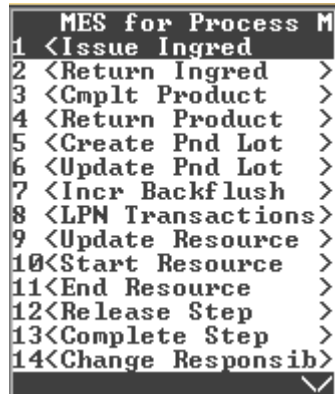 MES for Process M
1 <Issue Ingred
2 <Return Ingred >
3 <Cmplt Product >
4 <Return Product >
5 <Create Pnd Lot >
6 <Update Pnd Lot >
7 <Incr Backflush >
8 <LPN Transactions>
9 <Update Resource >
10<Start Resource >
11<End Resource >
12<Release Step >
13<Complete Step >
14<Change Responsib>